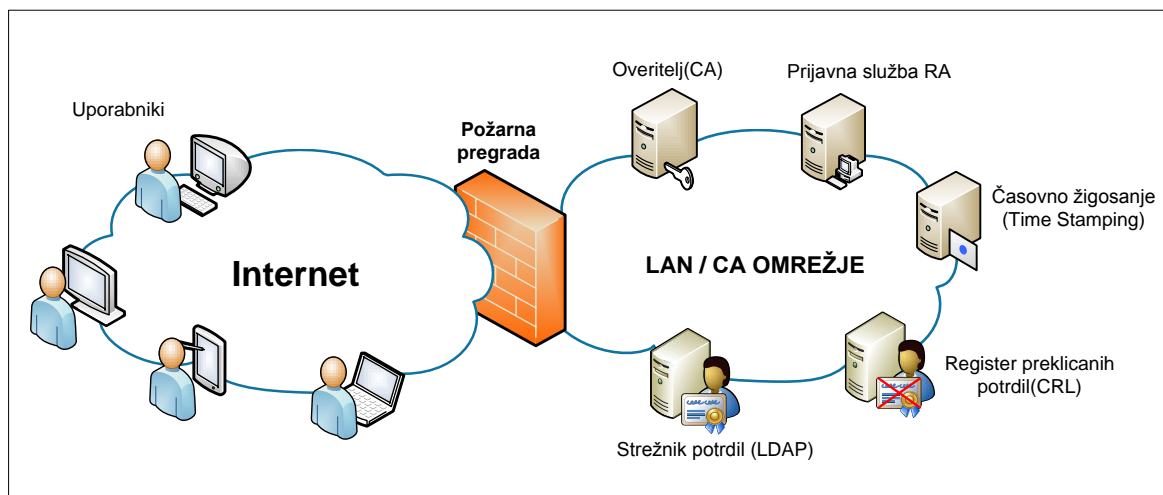 Uporabniki
Internet
Požarna
pregrada
Overitelj(CA)
Prijavna služba RA
Časovno žigosanje
(Time Stamping)
LAN / CA OMREŽJE
Register preklicanih
potrdil(CRL)
Strežnik potrdil (LDAP)